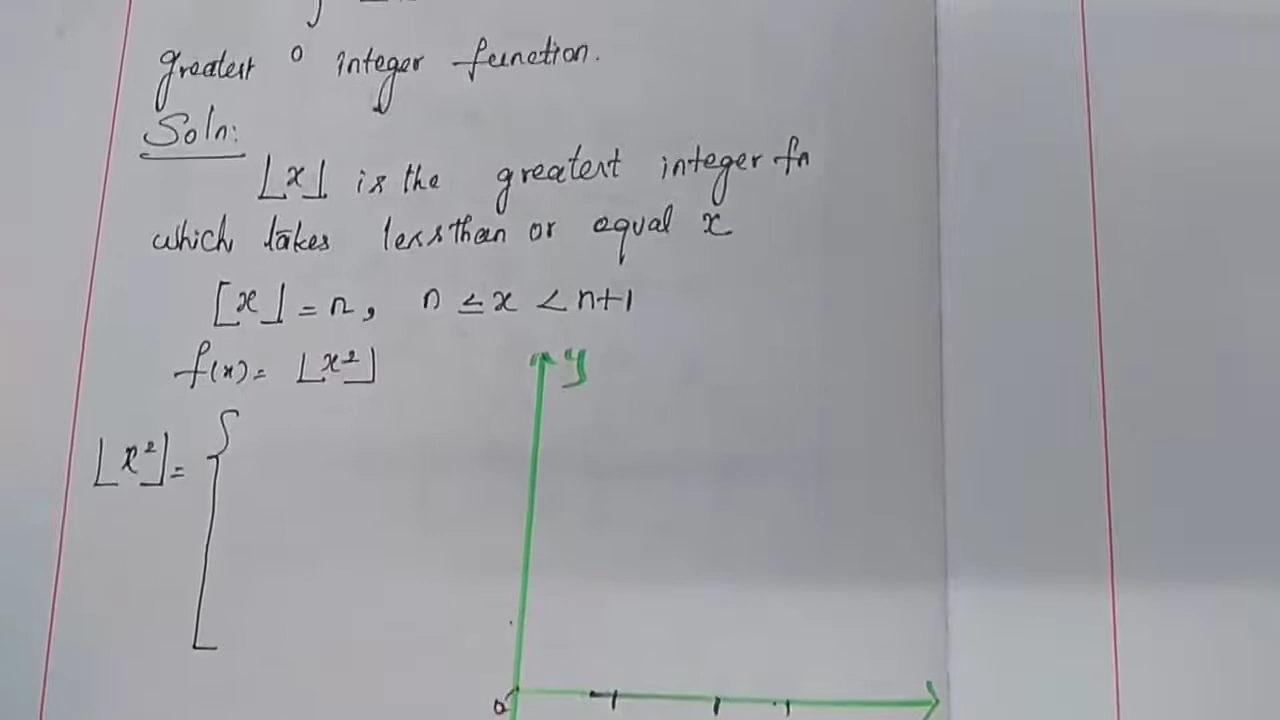 greatest integer function.
Soln:
⌊x⌋ is the greatest integer fn
which takes less than or equal x
⌊x⌋ = n, n ≤ x < n+1
f(x) = ⌊x²⌋
y
⌊x²⌋ = {
0